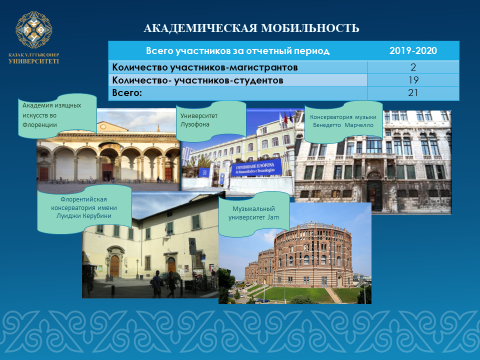 ҚАЗАҚ ҰЛТТЫҚ ӨНЕР
УНИВЕРСИТЕТІ
АКАДЕМИЧЕСКАЯ МОБИЛЬНОСТЬ
Всего участников за отчетный период 2019-2020
Количество участников-магистрантов 2
Количество- участников-студентов 19
Всего: 21
Академия изящных
искусств во
Флоренции
Университет
Лузофона
Консерватория музыки
Бенедетто Марчелло
Флорентийская
консерватория имени
Луиджи Керубини
Музыкальный
университет Jam